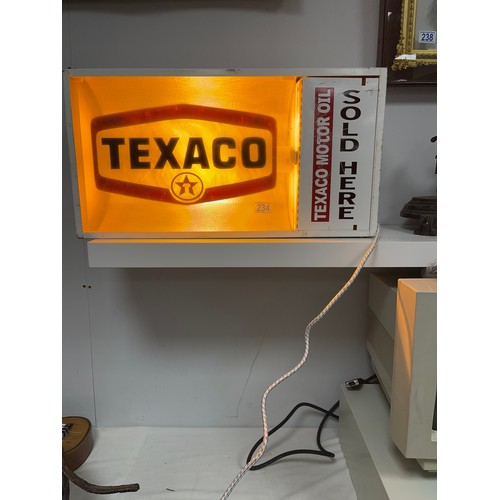 TEXACO
T
234
TEXACO MOTOR OIL
SOLD HERE
238